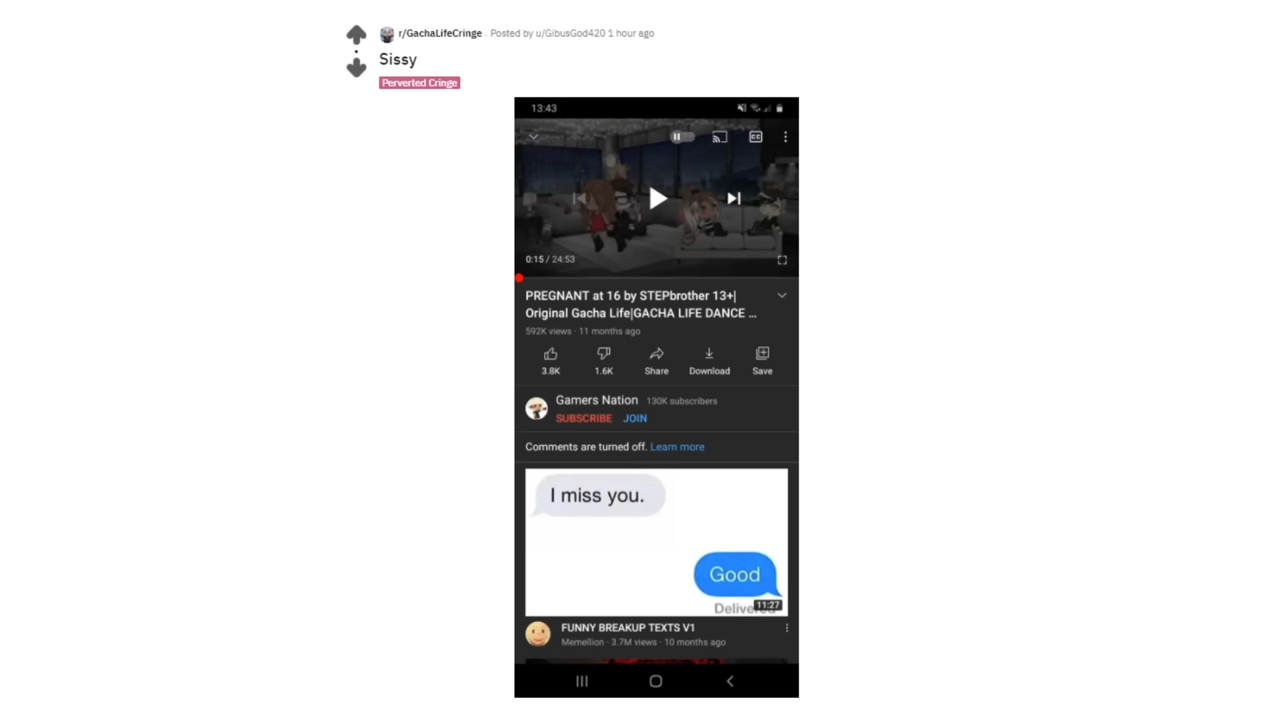 r/GachaLifeCringe . Posted by u/GibusGod420 1 hour ago
Sissy
Perverted Cringe
13:43
CC
0:15 / 24:53
PREGNANT at 16 by STEPbrother 13+|
Original Gacha Life|GACHA LIFE DANCE ...
592K views · 11 months ago
3.8K 1.6K Share Download Save
Gamers Nation 130K subscribers
SUBSCRIBE JOIN
Comments are turned off. Learn more
I miss you.
Good
Delivered 11:27
FUNNY BREAKUP TEXTS V1
Memellion · 3.7M views · 10 months ago